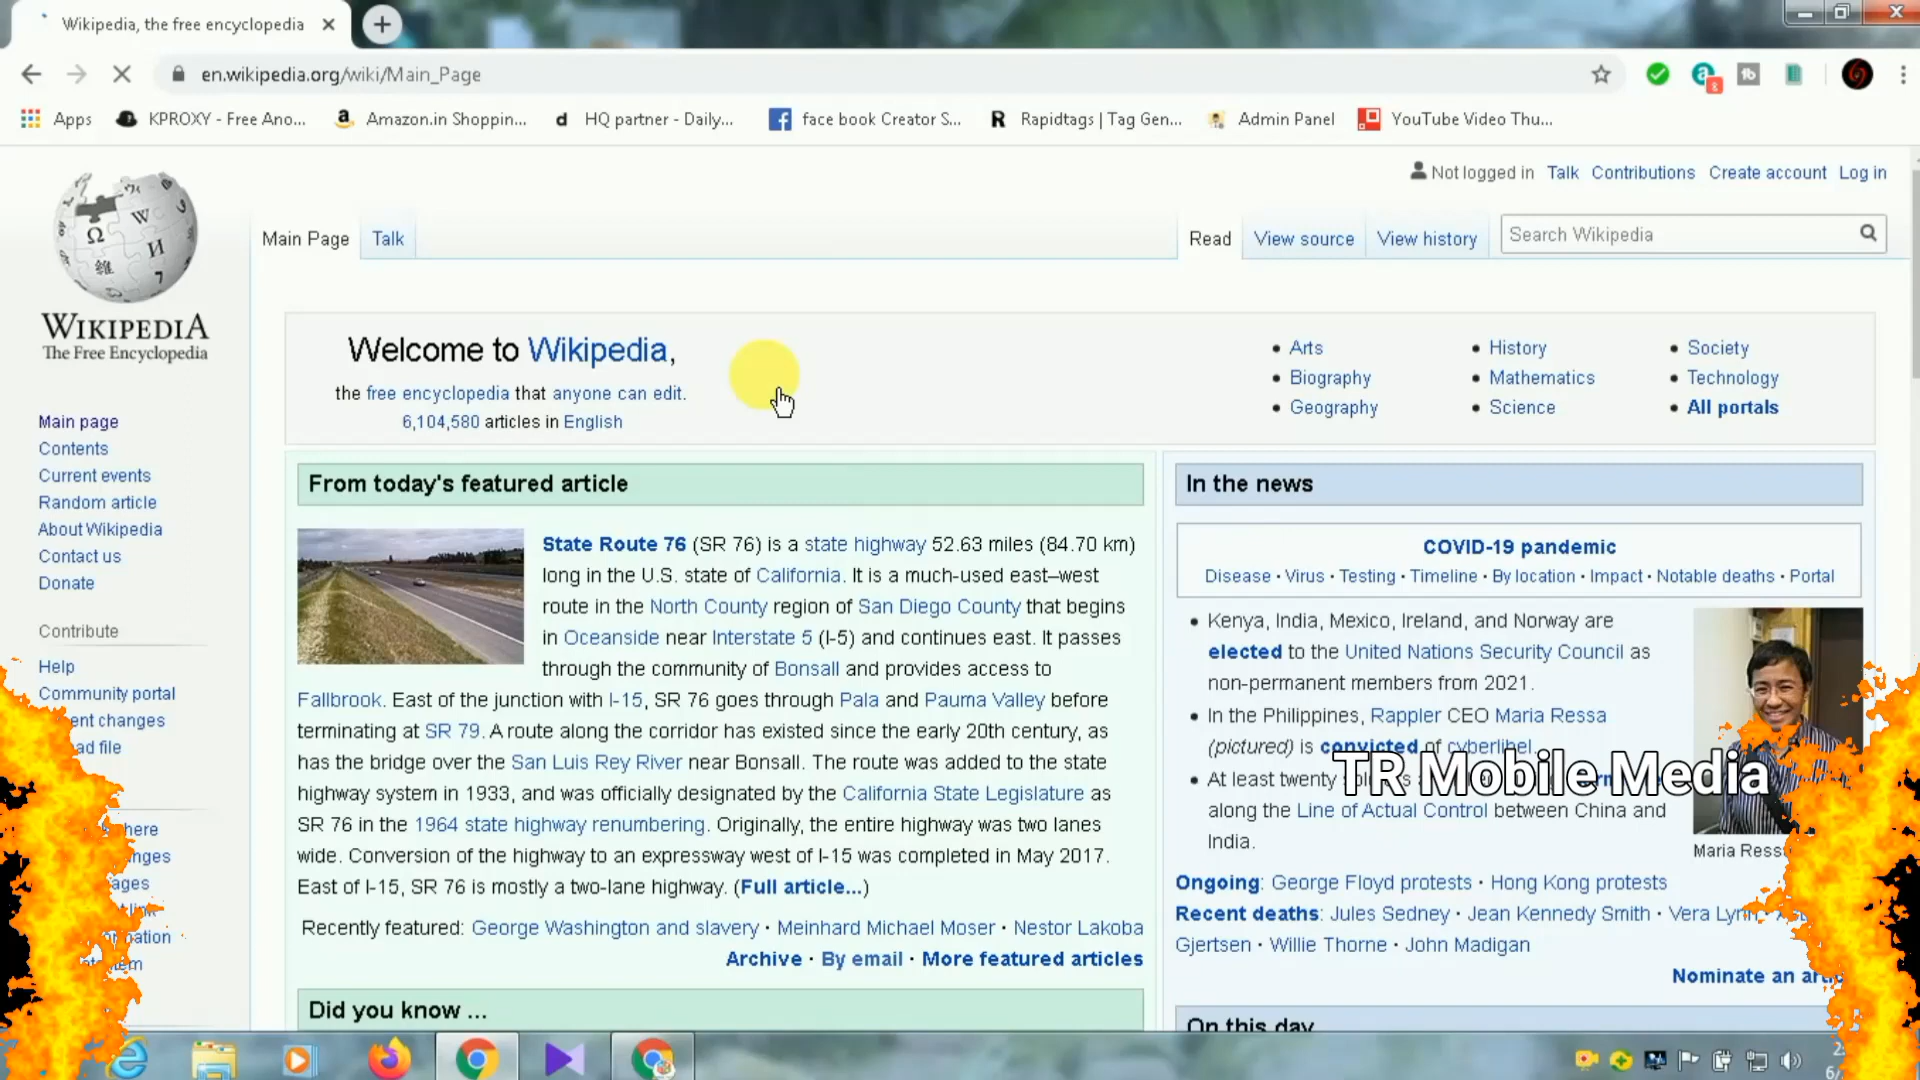 Wikipedia, the free encyclopedia
en.wikipedia.org/wiki/Main_Page
Apps KPROXY - Free Ano... Amazon.in Shoppin... HQ partner - Daily... face book Creator S... Rapidtags | Tag Gen... Admin Panel YouTube Video Thu...
Not logged in Talk Contributions Create account Log in
Main Page Talk Read View source View history Search Wikipedia
WIKIPEDIA
The Free Encyclopedia
Main page
Contents
Current events
Random article
About Wikipedia
Contact us
Donate
Contribute
Help
Community portal
Welcome to Wikipedia,
the free encyclopedia that anyone can edit.
6,104,580 articles in English
Arts
Biography
Geography
History
Mathematics
Science
Society
Technology
All portals
From today's featured article
State Route 76 (SR 76) is a state highway 52.63 miles (84.70 km)
long in the U.S. state of California. It is a much-used east–west
route in the North County region of San Diego County that begins
in Oceanside near Interstate 5 (I-5) and continues east. It passes
through the community of Bonsall and provides access to
Fallbrook. East of the junction with I-15, SR 76 goes through Pala and Pauma Valley before
terminating at SR 79. A route along the corridor has existed since the early 20th century, as
has the bridge over the San Luis Rey River near Bonsall. The route was added to the state
highway system in 1933, and was officially designated by the California State Legislature as
SR 76 in the 1964 state highway renumbering. Originally, the entire highway was two lanes
wide. Conversion of the highway to an expressway west of I-15 was completed in May 2017.
East of I-15, SR 76 is mostly a two-lane highway. (Full article...)
Recently featured: George Washington and slavery · Meinhard Michael Moser · Nestor Lakoba
Archive · By email · More featured articles
Did you know ...
In the news
COVID-19 pandemic
Disease · Virus · Testing · Timeline · By location · Impact · Notable deaths · Portal
Kenya, India, Mexico, Ireland, and Norway are
elected to the United Nations Security Council as
non-permanent members from 2021.
In the Philippines, Rappler CEO Maria Ressa
(pictured) is convicted of cyberlibel.
At least twenty
along the Line of Actual Control between China and
India.
TR Mobile Media
Maria
Ongoing: George Floyd protests · Hong Kong protests
Recent deaths: Jules Sedney · Jean Kennedy Smith · Vera Lynn
Gjertsen · Willie Thorne · John Madigan
Nominate an
On this day